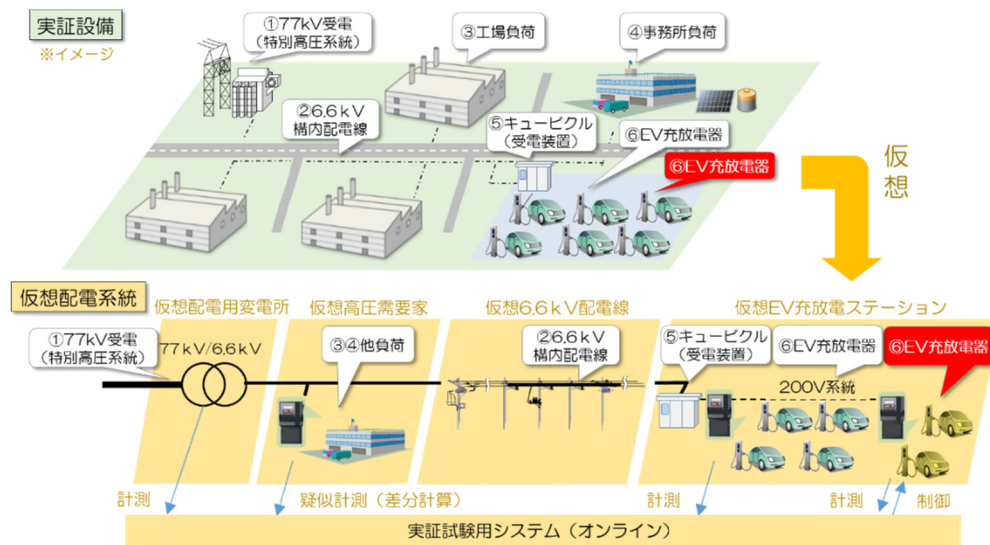 実証設備
※イメージ
①77kV受電
(特別高圧系統)
③工場負荷
④事務所負荷
②6.6kV
構内配電線
⑤キュービクル
(受電装置)
⑥EV充放電器
⑥EV充放電器
仮想
仮想配電系統
仮想配電用変電所
仮想高圧需要家
仮想6.6kV配電線
仮想EV充放電ステーション
①77kV受電
(特別高圧系統)
77kV/6.6kV
③④他負荷
②6.6kV
構内配電線
⑤キュービクル
(受電装置)
⑥EV充放電器
⑥EV充放電器
200V系統
計測
疑似計測(差分計算)
計測
計測
制御
実証試験用システム(オンライン)